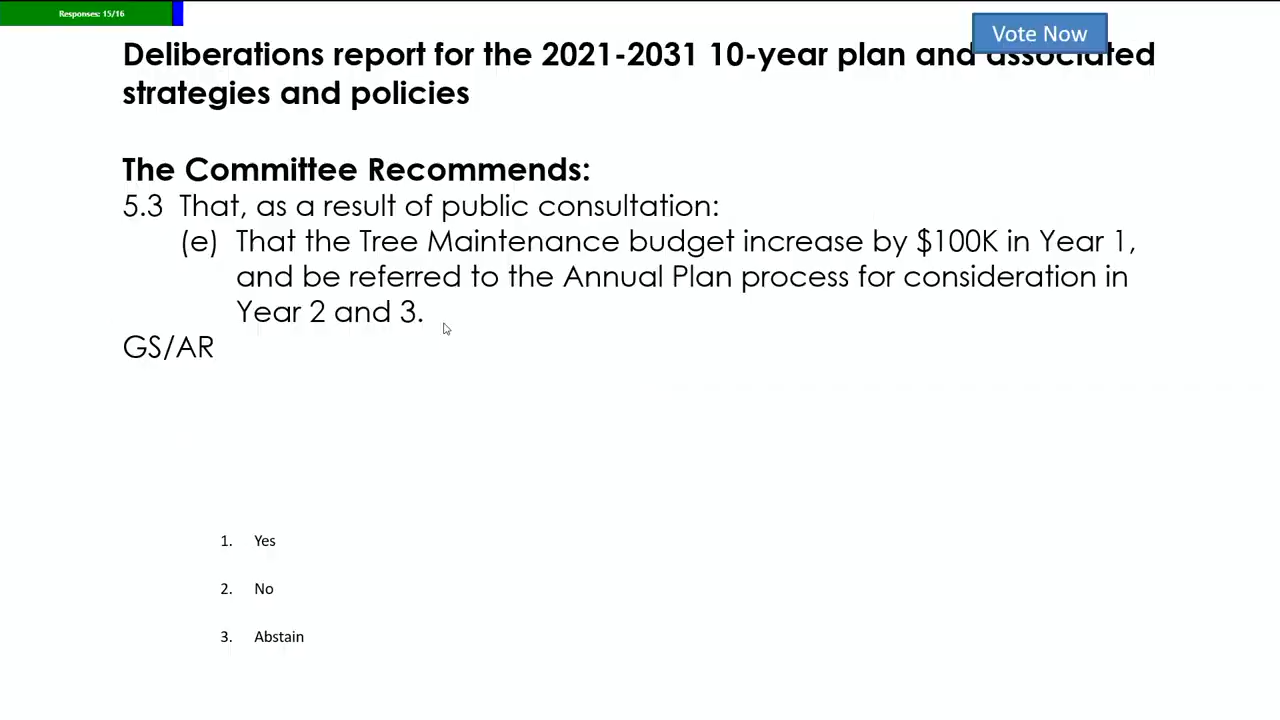 Responses: 15/16
Vote Now
Deliberations report for the 2021-2031 10-year plan and associated
strategies and policies
The Committee Recommends:
5.3 That, as a result of public consultation:
(e) That the Tree Maintenance budget increase by $100K in Year 1,
and be referred to the Annual Plan process for consideration in
Year 2 and 3.
GS/AR
1. Yes
2. No
3. Abstain